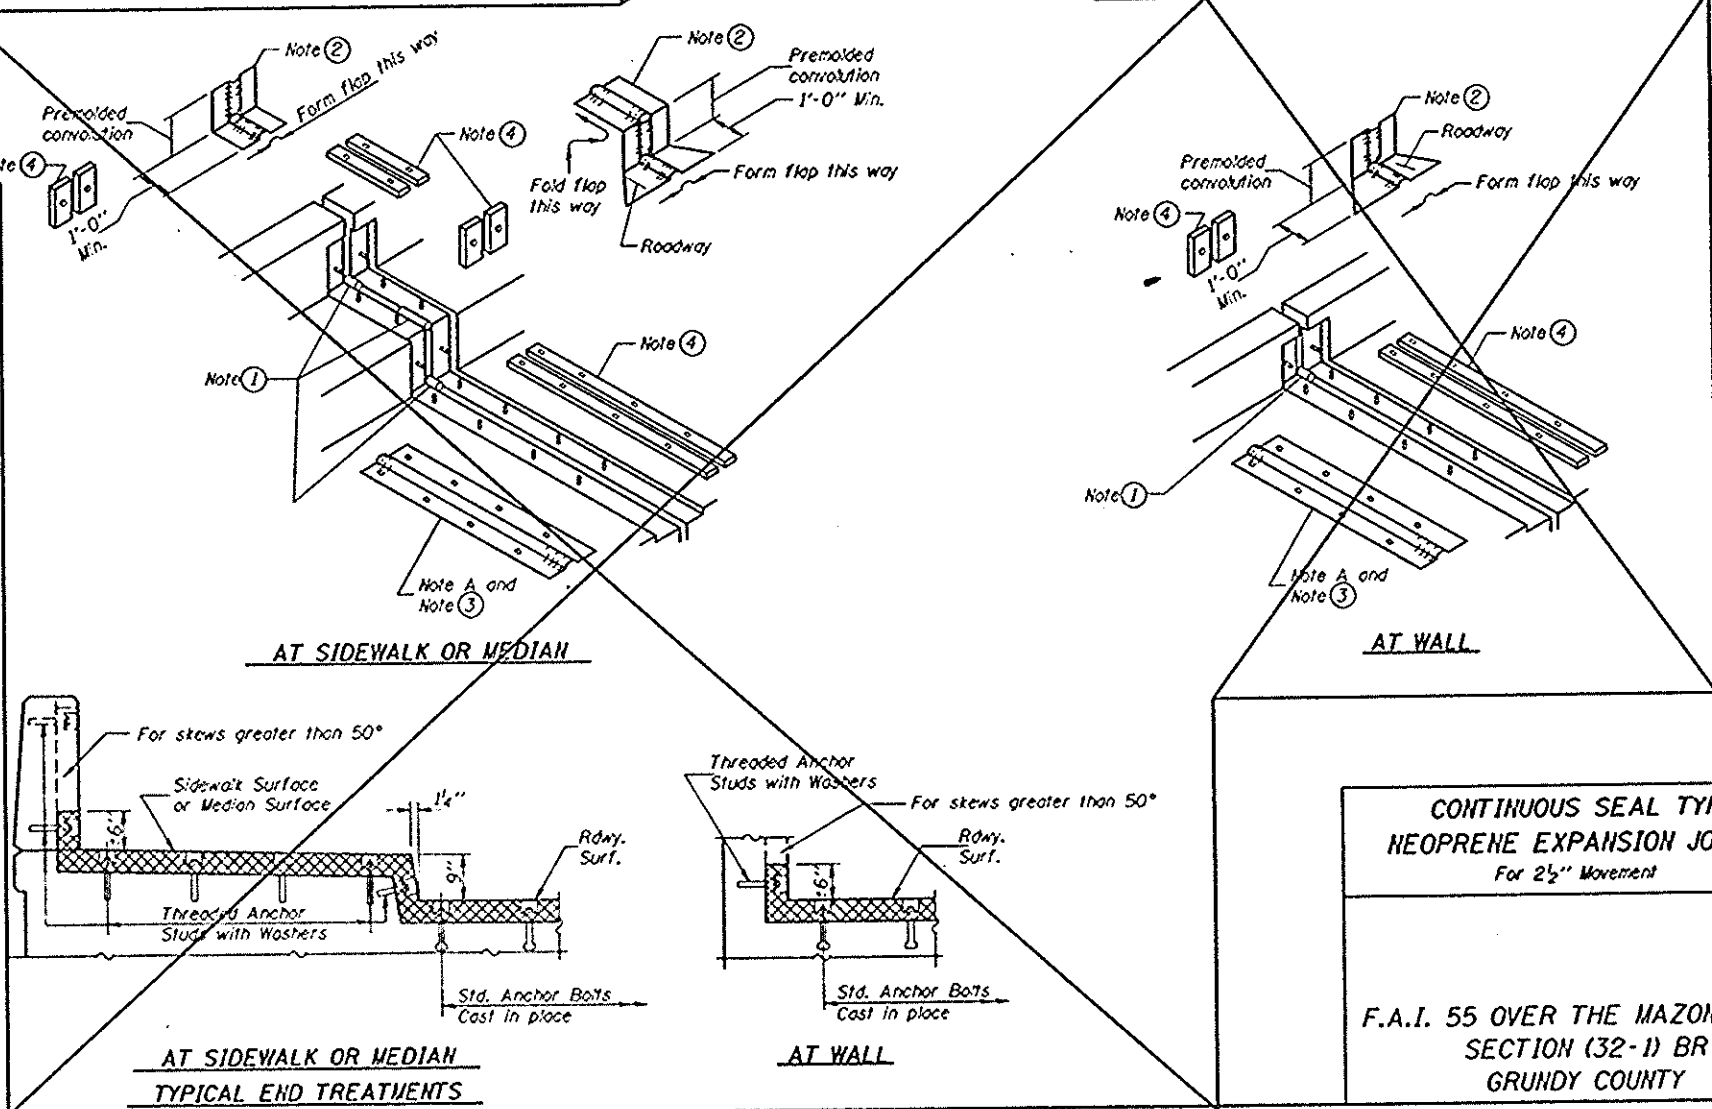 Note ②
Form flap this way
Premolded
convolution
④
1'-0"
Min.
Note ④
Note ②
Premolded
convolution
1'-0" Min.
Fold flap
this way
Form flap this way
Roadway
Note ①
Note ④
Note A and
Note ③
AT SIDEWALK OR MEDIAN
Note ②
Roadway
Premolded
convolution
Form flap this way
Note ④
1'-0"
Min.
Note ④
Note ①
Note A and
Note ③
AT WALL
For skews greater than 50°
Sidewalk Surface
or Median Surface
6"
1¼"
9"
Rdwy.
Surf.
Threaded Anchor
Studs with Washers
Std. Anchor Bolts
Cast in place
AT SIDEWALK OR MEDIAN
TYPICAL END TREATMENTS
Threaded Anchor
Studs with Washers
For skews greater than 50°
6"
Rdwy.
Surf.
Std. Anchor Bolts
Cast in place
AT WALL
CONTINUOUS SEAL TYP
NEOPRENE EXPANSION JO
For 2½" Movement
F.A.I. 55 OVER THE MAZON
SECTION (32-1) BR
GRUNDY COUNTY